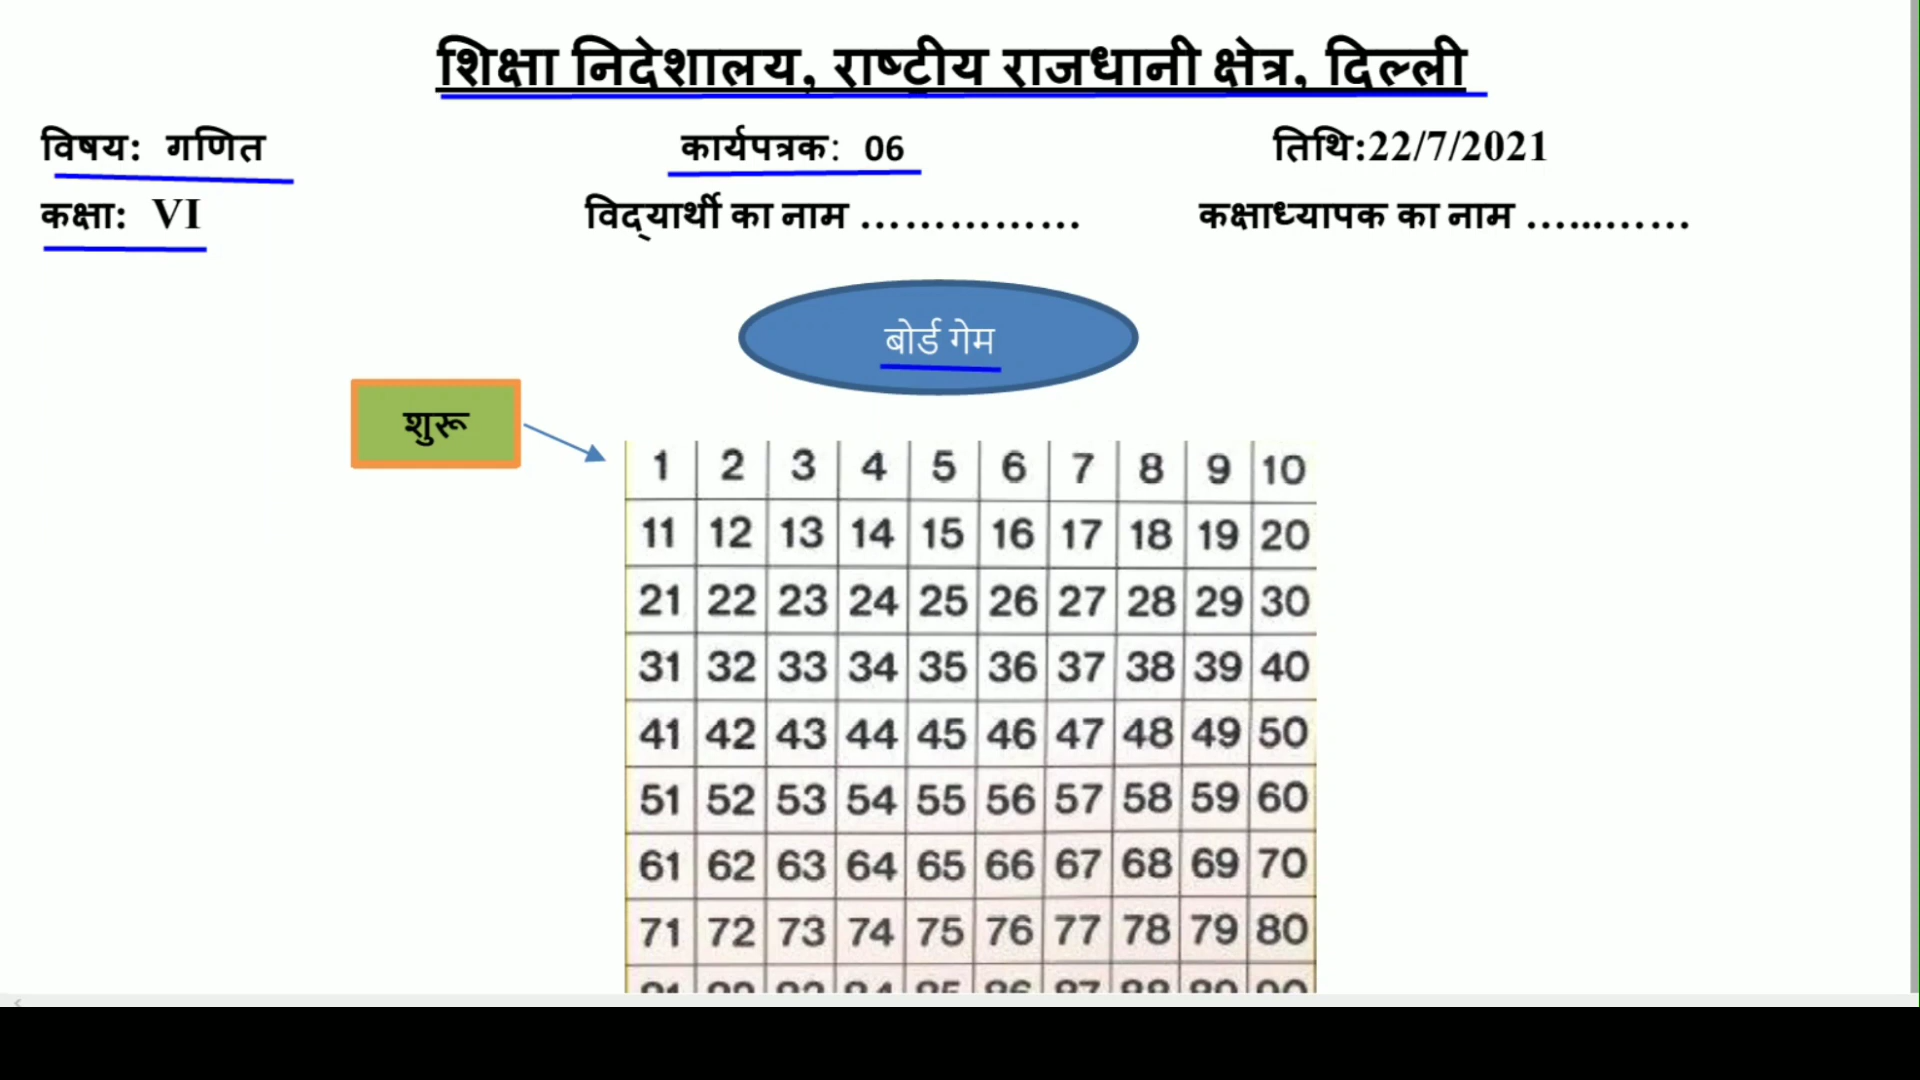 शिक्षा निदेशालय, राष्ट्रीय राजधानी क्षेत्र, दिल्ली
विषय: गणित कार्यपत्रक: 06 तिथि:22/7/2021
कक्षा: VI विद्यार्थी का नाम …………… कक्षाध्यापक का नाम …...……
बोर्ड गेम
शुरू
1 2 3 4 5 6 7 8 9 10
11 12 13 14 15 16 17 18 19 20
21 22 23 24 25 26 27 28 29 30
31 32 33 34 35 36 37 38 39 40
41 42 43 44 45 46 47 48 49 50
51 52 53 54 55 56 57 58 59 60
61 62 63 64 65 66 67 68 69 70
71 72 73 74 75 76 77 78 79 80